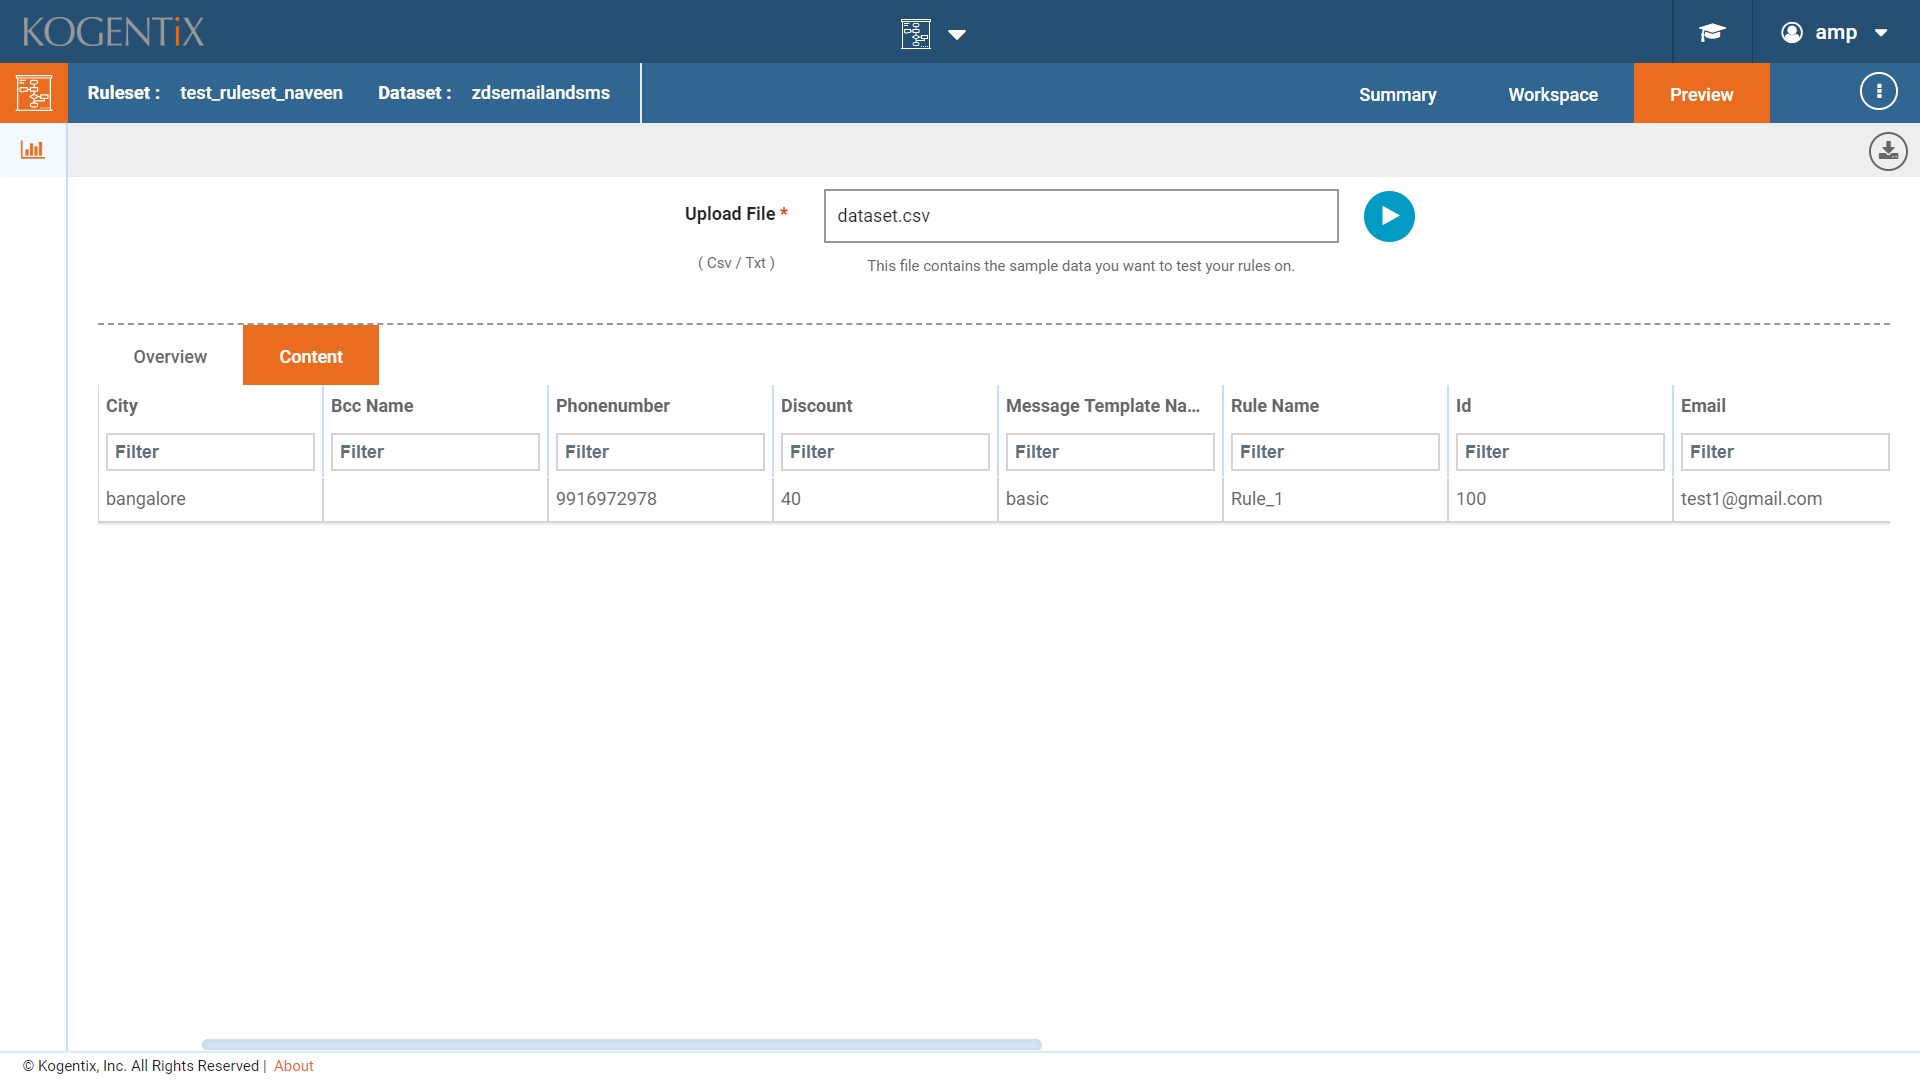 KOGENTiX
amp
Ruleset : test_ruleset_naveen Dataset : zdsemailandsms
Summary Workspace Preview
Upload File * dataset.csv
( Csv / Txt ) This file contains the sample data you want to test your rules on.
Overview Content
City Bcc Name Phonenumber Discount Message Template Na... Rule Name Id Email
Filter Filter Filter Filter Filter Filter Filter Filter
bangalore 9916972978 40 basic Rule_1 100 test1@gmail.com
© Kogentix, Inc. All Rights Reserved | About